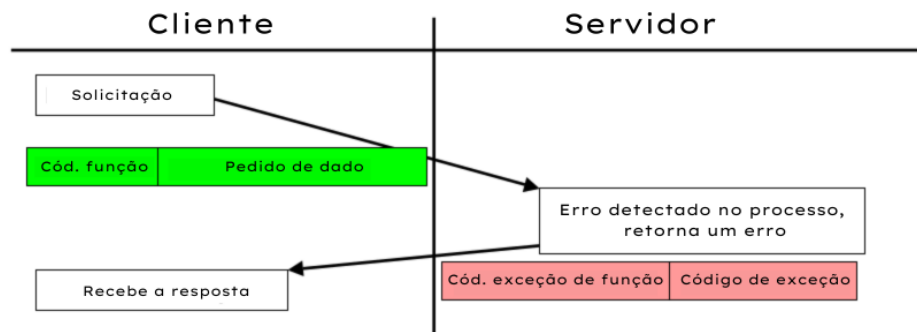 Cliente
Servidor
Solicitação
Cód. função
Pedido de dado
Erro detectado no processo,
retorna um erro
Cód. exceção de função
Código de exceção
Recebe a resposta